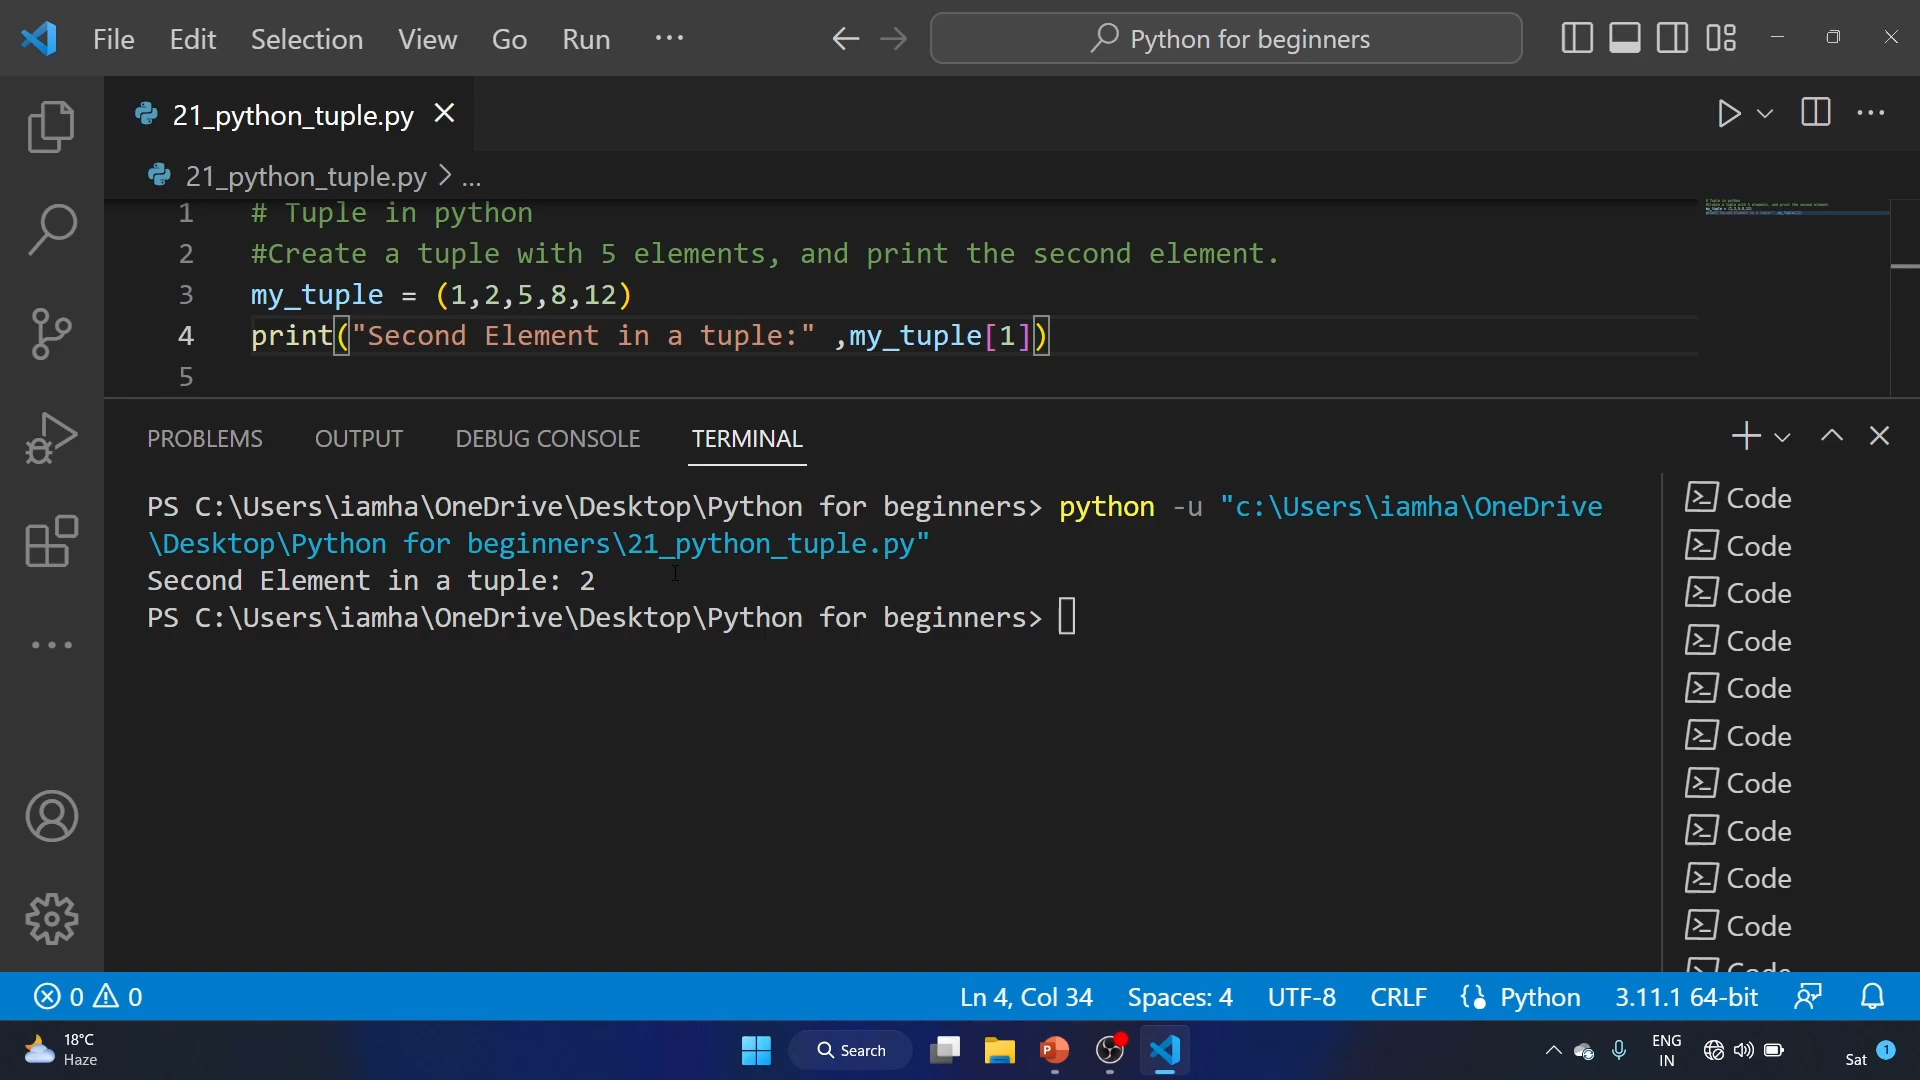 File Edit Selection View Go Run ... Python for beginners
21_python_tuple.py
21_python_tuple.py > ...
1 # Tuple in python
2 #Create a tuple with 5 elements, and print the second element.
3 my_tuple = (1,2,5,8,12)
4 print("Second Element in a tuple:" ,my_tuple[1])
5
PROBLEMS OUTPUT DEBUG CONSOLE TERMINAL
PS C:\Users\iamha\OneDrive\Desktop\Python for beginners> python -u "c:\Users\iamha\OneDrive
\Desktop\Python for beginners\21_python_tuple.py"
Second Element in a tuple: 2
PS C:\Users\iamha\OneDrive\Desktop\Python for beginners>
Code
Code
Code
Code
Code
Code
Code
Code
Code
Code
Code
0 0 Ln 4, Col 34 Spaces: 4 UTF-8 CRLF Python 3.11.1 64-bit
18°C
Haze
Search
ENG
IN
Sat 1